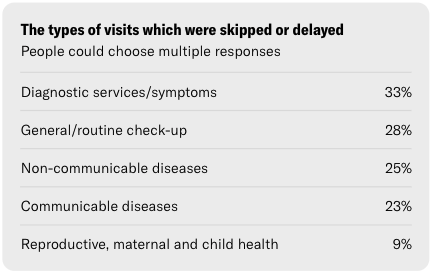 The types of visits which were skipped or delayed
People could choose multiple responses
Diagnostic services/symptoms 33%
General/routine check-up 28%
Non-communicable diseases 25%
Communicable diseases 23%
Reproductive, maternal and child health 9%